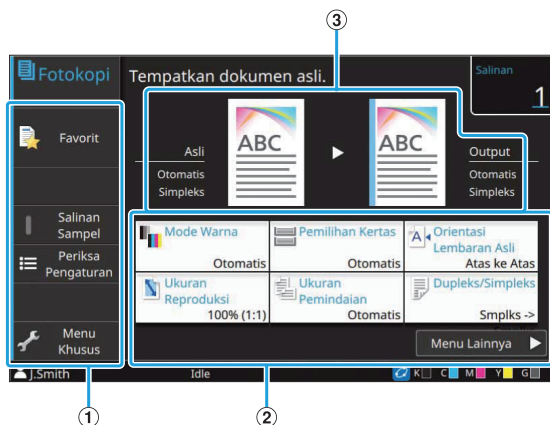 ③
Fotokopi
Tempatkan dokumen asli.
Salinan
1
Favorit
Asli
Otomatis
Simpleks
ABC
ABC
Output
Otomatis
Simpleks
Salinan
Sampel
Periksa
Pengaturan
Menu
Khusus
Mode Warna
Otomatis
Pemilihan Kertas
Otomatis
A
Orientasi
Lembaran Asli
Atas ke Atas
Ukuran
Reproduksi
100% (1:1)
Ukuran
Pemindaian
Otomatis
Dupleks/Simpleks
Smplks ->
Menu Lainnya
J.Smith
Idle
K C M Y G
①
②